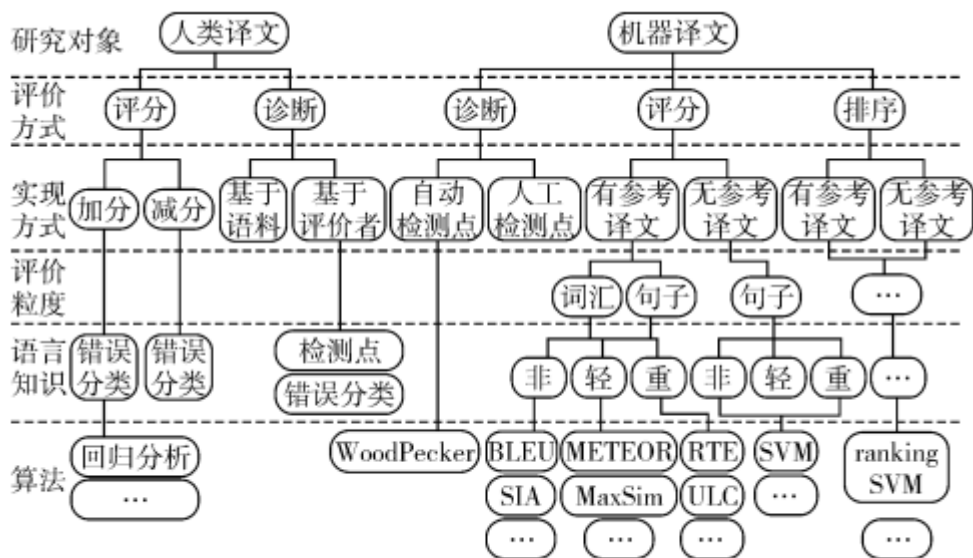 研究对象
人类译文
机器译文
评价
方式
评分
诊断
诊断
评分
排序
实现
方式
加分
减分
基于
语料
基于
评价者
自动
检测点
人工
检测点
有参考
译文
无参考
译文
有参考
译文
无参考
译文
评价
粒度
词汇
句子
句子
…
语言
知识
错误
分类
错误
分类
检测点
错误分类
非
轻
重
非
轻
重
…
算法
回归分析
…
WoodPecker
BLEU
SIA
…
METEOR
MaxSim
…
RTE
ULC
…
SVM
…
ranking
SVM
…